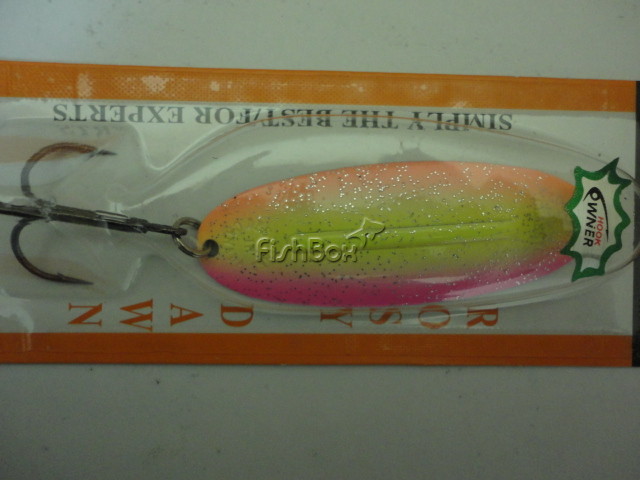 SIMPLY THE BEST/FOR EXPERTS
FishBox
HOOK
OWNER
ROSY
DAWN